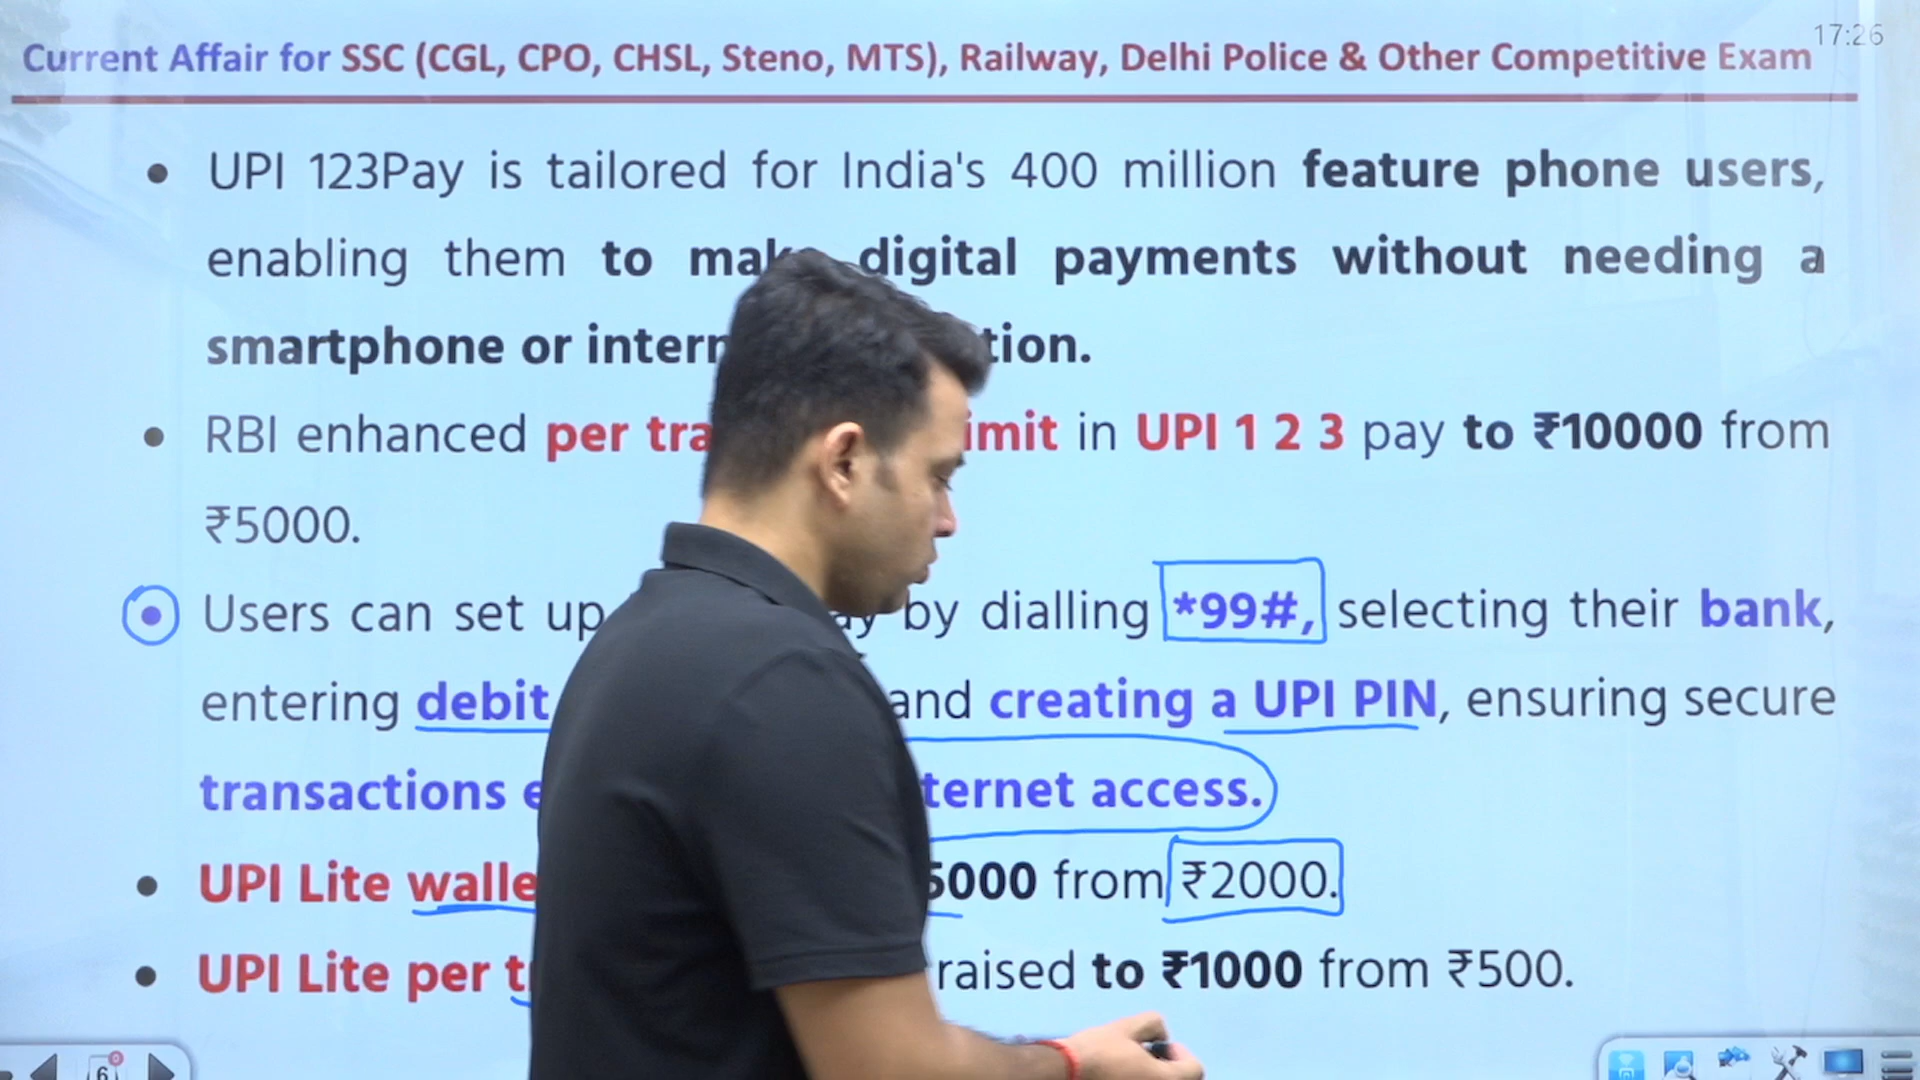 17:26
Current Affair for SSC (CGL, CPO, CHSL, Steno, MTS), Railway, Delhi Police & Other Competitive Exam
• UPI 123Pay is tailored for India's 400 million feature phone users,
enabling them to make digital payments without needing a
smartphone or intern tion.
• RBI enhanced per tra imit in UPI 1 2 3 pay to ₹10000 from
₹5000.
• Users can set up by dialling *99#, selecting their bank,
entering debit and creating a UPI PIN, ensuring secure
transactions ternet access.
• UPI Lite walle 5000 from ₹2000.
• UPI Lite per t raised to ₹1000 from ₹500.
6